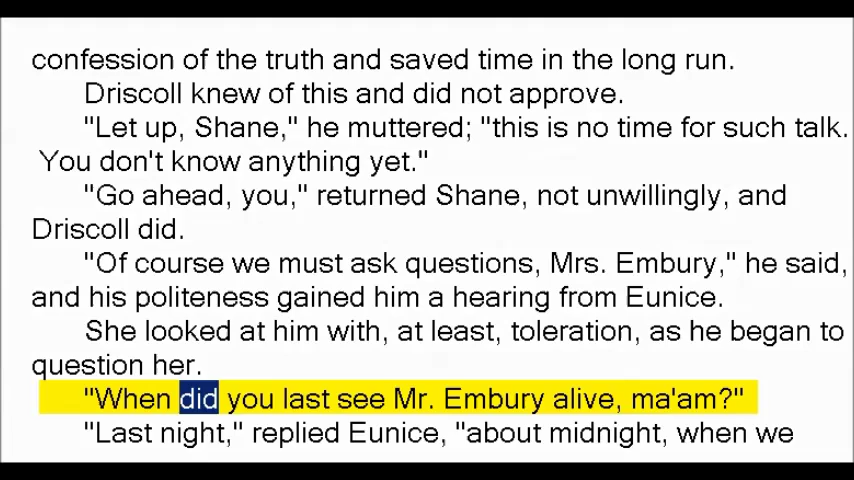 confession of the truth and saved time in the long run.
Driscoll knew of this and did not approve.
"Let up, Shane," he muttered; "this is no time for such talk.
You don't know anything yet."
"Go ahead, you," returned Shane, not unwillingly, and
Driscoll did.
"Of course we must ask questions, Mrs. Embury," he said,
and his politeness gained him a hearing from Eunice.
She looked at him with, at least, toleration, as he began to
question her.
"When did you last see Mr. Embury alive, ma'am?"
"Last night," replied Eunice, "about midnight, when we